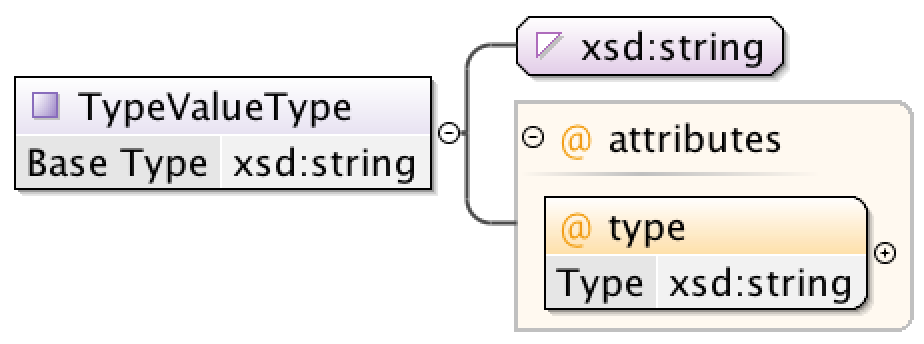 xsd:string
TypeValueType
Base Type xsd:string
@ attributes
@ type
Type xsd:string